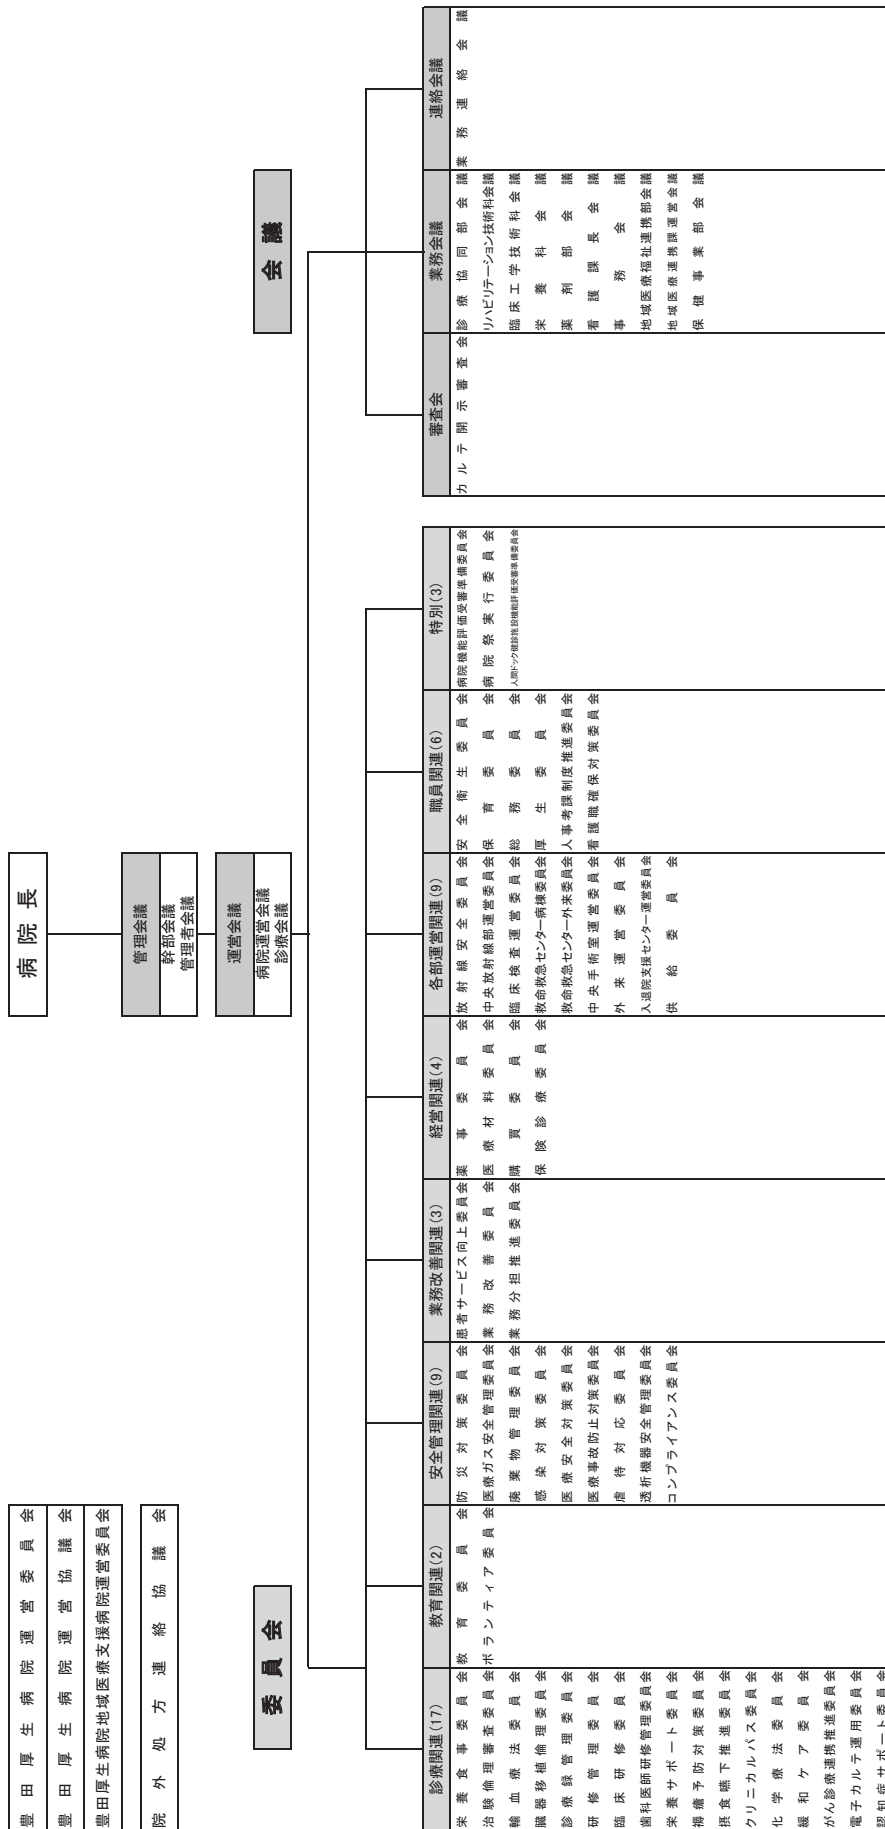 豊田厚生病院運営委員会
豊田厚生病院運営協議会
豊田厚生病院地域医療支援病院運営委員会
院外処方連絡協議会
病院長
管理会議
幹部会議
管理者会議
運営会議
病院運営会議
診療会議
委員会
会議
診療関連(17)
栄養食事委員会
治験倫理審査委員会
輸血療法委員会
臓器移植倫理委員会
診療録管理委員会
研修管理委員会
臨床研修委員会
歯科医師研修管理委員会
栄養サポート委員会
褥瘡予防対策委員会
摂食嚥下推進委員会
クリニカルパス委員会
化学療法委員会
緩和ケア委員会
がん診療連携推進委員会
電子カルテ運用委員会
認知症サポート委員会
教育関連(2)
教育委員会
ボランティア委員会
安全管理関連(9)
防災対策委員会
医療ガス安全管理委員会
廃棄物管理委員会
感染対策委員会
医療安全対策委員会
医療事故防止対策委員会
虐待対応委員会
透析機器安全管理委員会
コンプライアンス委員会
業務改善関連(3)
患者サービス向上委員会
業務改善委員会
業務分担推進委員会
経営関連(4)
薬事委員会
医療材料委員会
購買委員会
保険診療委員会
各部運営関連(9)
放射線安全委員会
中央放射線部運営委員会
臨床検査運営委員会
救命救急センター病棟委員会
救命救急センター外来委員会
中央手術室運営委員会
外来運営委員会
入退院支援センター運営委員会
供給委員会
職員関連(6)
安全衛生委員会
保育委員会
総務委員会
厚生委員会
人事考課制度推進委員会
看護職確保対策委員会
特別(3)
病院機能評価受審準備委員会
病院祭実行委員会
人間ドック健診施設機能評価受審準備委員会
審査会
カルテ開示審査会
業務会議
診療協同部会議
リハビリテーション技術科会議
臨床工学技術科会議
栄養科会議
薬剤部会議
看護課長会議
事務会議
地域医療福祉連携部会議
地域医療連携課運営会議
保健事業部会議
連絡会議
業務連絡会議